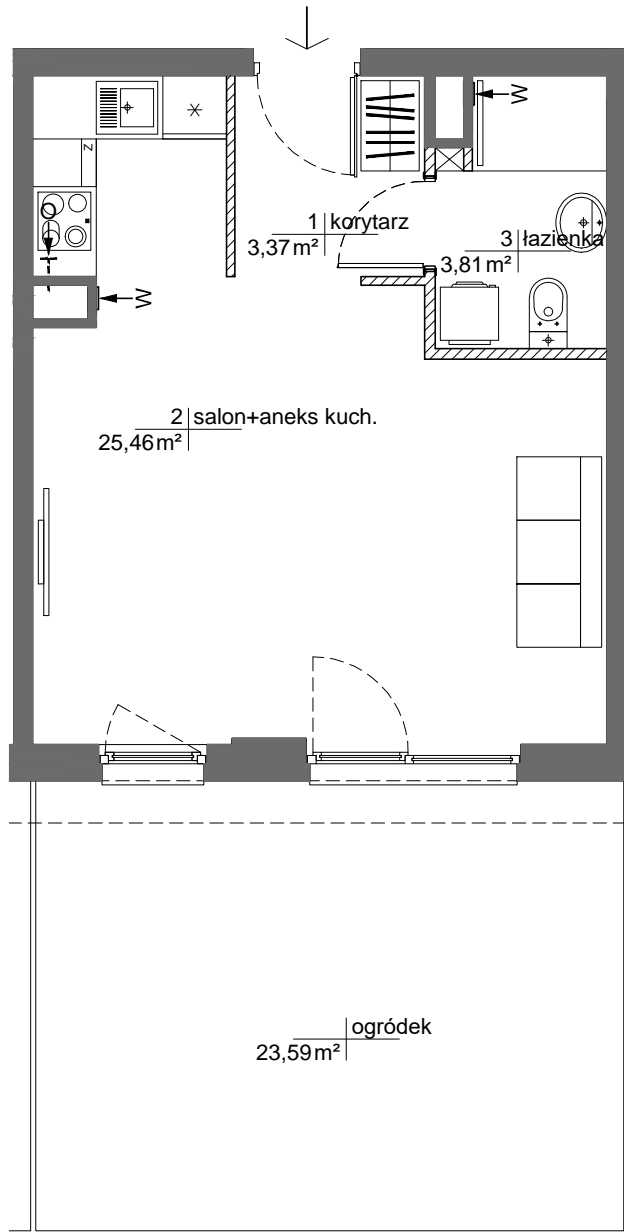 W
z
1 korytarz
3,37 m²
3 łazienka
3,81 m²
O
W
2 salon+aneks kuch.
25,46 m²
ogródek
23,59 m²